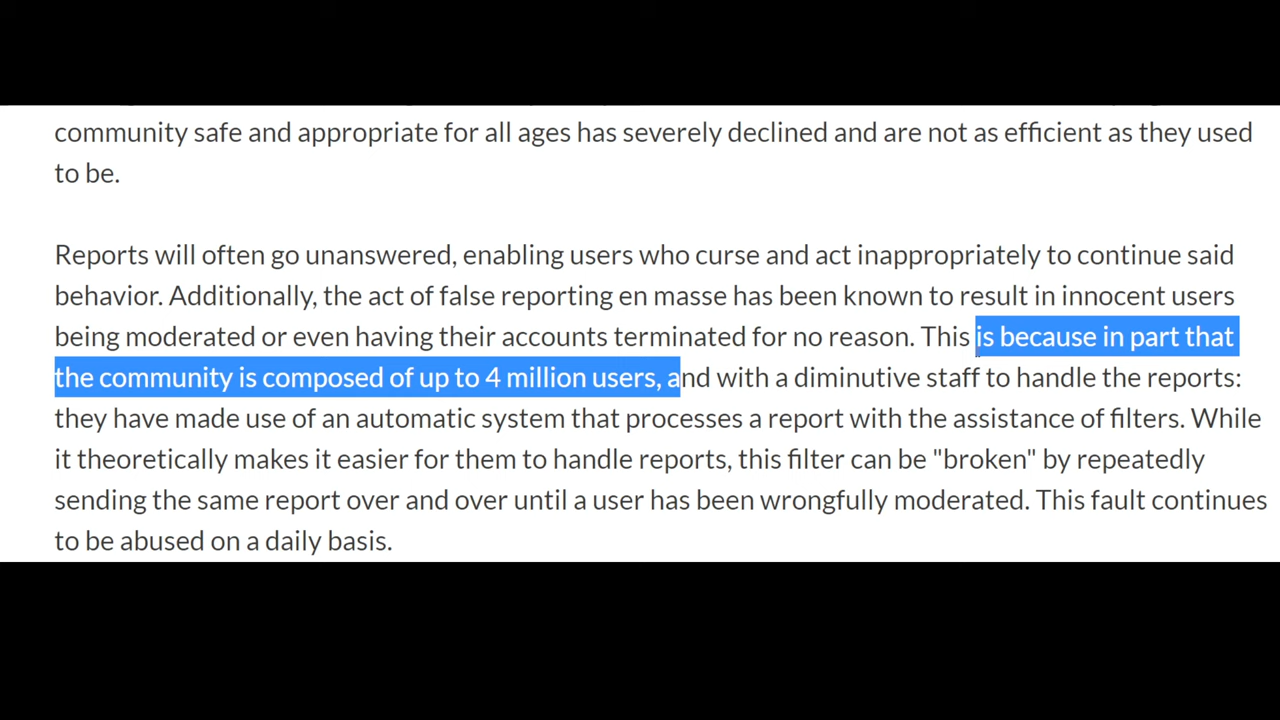 community safe and appropriate for all ages has severely declined and are not as efficient as they used
to be.
Reports will often go unanswered, enabling users who curse and act inappropriately to continue said
behavior. Additionally, the act of false reporting en masse has been known to result in innocent users
being moderated or even having their accounts terminated for no reason. This is because in part that
the community is composed of up to 4 million users, and with a diminutive staff to handle the reports:
they have made use of an automatic system that processes a report with the assistance of filters. While
it theoretically makes it easier for them to handle reports, this filter can be "broken" by repeatedly
sending the same report over and over until a user has been wrongfully moderated. This fault continues
to be abused on a daily basis.